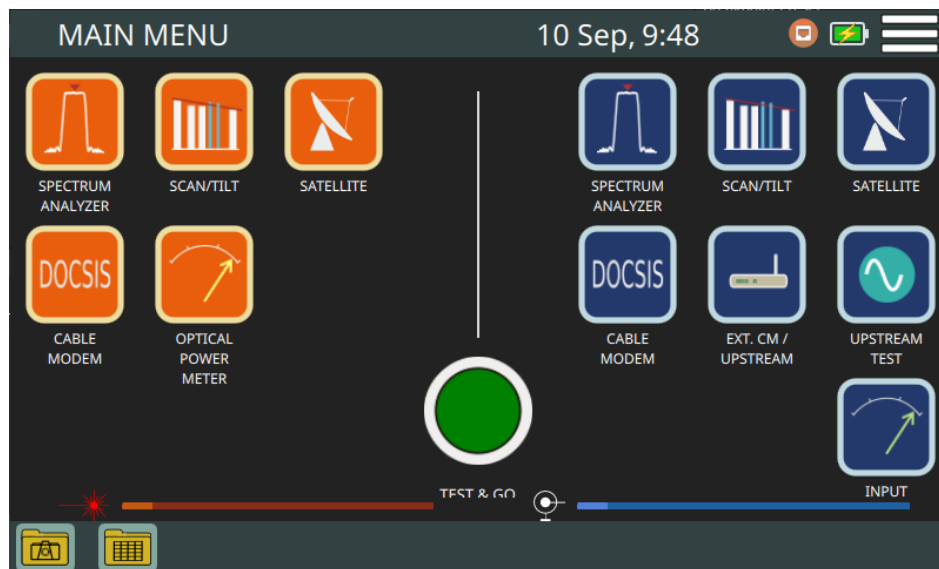 MAIN MENU
10 Sep, 9:48
SPECTRUM
ANALYZER
SCAN/TILT
SATELLITE
SPECTRUM
ANALYZER
SCAN/TILT
SATELLITE
DOCSIS
CABLE
MODEM
OPTICAL
POWER
METER
DOCSIS
CABLE
MODEM
EXT. CM /
UPSTREAM
UPSTREAM
TEST
TEST & GO
INPUT